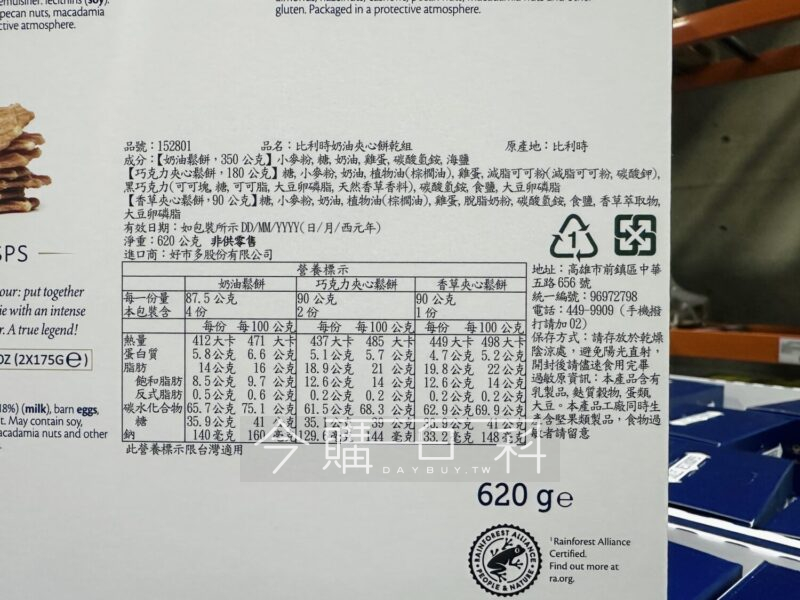 emulsifier: lecithins (soy).
pecan nuts, macadamia
ctive atmosphere.
gluten. Packaged in a protective atmosphere.
品號：152801 品名：比利時奶油夾心餅乾組 原產地：比利時
成分：【奶油鬆餅，350 公克】小麥粉, 糖, 奶油, 雞蛋, 碳酸氫銨, 海鹽
【巧克力夾心鬆餅，180 公克】糖, 小麥粉, 奶油, 植物油(棕櫚油), 雞蛋, 減脂可可粉(減脂可可粉, 碳酸鉀),
黑巧克力(可可塊, 糖, 可可脂, 大豆卵磷脂, 天然香草香料), 碳酸氫銨, 食鹽, 大豆卵磷脂
【香草夾心鬆餅，90 公克】糖, 小麥粉, 奶油, 植物油(棕櫚油), 雞蛋, 脫脂奶粉, 碳酸氫銨, 食鹽, 香草萃取物,
大豆卵磷脂
有效日期：如包裝所示 DD/MM/YYYY(日/月/西元年)
淨重：620 公克 非供零售
進口商：好市多股份有限公司
營養標示
奶油鬆餅 巧克力夾心鬆餅 香草夾心鬆餅
每一份量 87.5 公克 90 公克 90 公克
本包裝含 4 份 2 份 1 份
每份 每 100 公克 每份 每 100 公克 每份 每 100 公克
熱量 412 大卡 471 大卡 437 大卡 485 大卡 449 大卡 498 大卡
蛋白質 5.8 公克 6.6 公克 5.1 公克 5.7 公克 4.7 公克 5.2 公克
脂肪 14 公克 16 公克 18.9 公克 21 公克 19.8 公克 22 公克
飽和脂肪 8.5 公克 9.7 公克 12.6 公克 14 公克 12.6 公克 14 公克
反式脂肪 0.5 公克 0.6 公克 0.2 公克 0.2 公克 0.2 公克 0.2 公克
碳水化合物 65.7 公克 75.1 公克 61.5 公克 68.3 公克 62.9 公克 69.9 公克
糖 35.9 公克 41 公克 35.1 39 公克 公克 公克
鈉 140 毫克 160 毫克 129.6 144 毫克 33.2 毫克 148 毫克
此營養標示限台灣適用
地址：高雄市前鎮區中華
五路 656 號
統一編號：96972798
電話：449-9909 (手機撥
打請加 02)
保存方式：請存放於乾燥
陰涼處，避免陽光直射，
開封後請儘速食用完畢
過敏原資訊：本產品含有
乳製品, 麩質穀物, 蛋類,
大豆。本產品工廠同時生
產含堅果類製品，食物過
敏者請留意
1
SPS
our: put together
ie with an intense
r. A true legend!
OZ (2X175G℮)
18%) (milk), barn eggs,
t. May contain soy,
acadamia nuts and other
今購百科
DAYBUY.TW
620 g℮
RAINFOREST ALLIANCE
PEOPLE & NATURE
¹Rainforest Alliance
Certified.
Find out more at
ra.org.